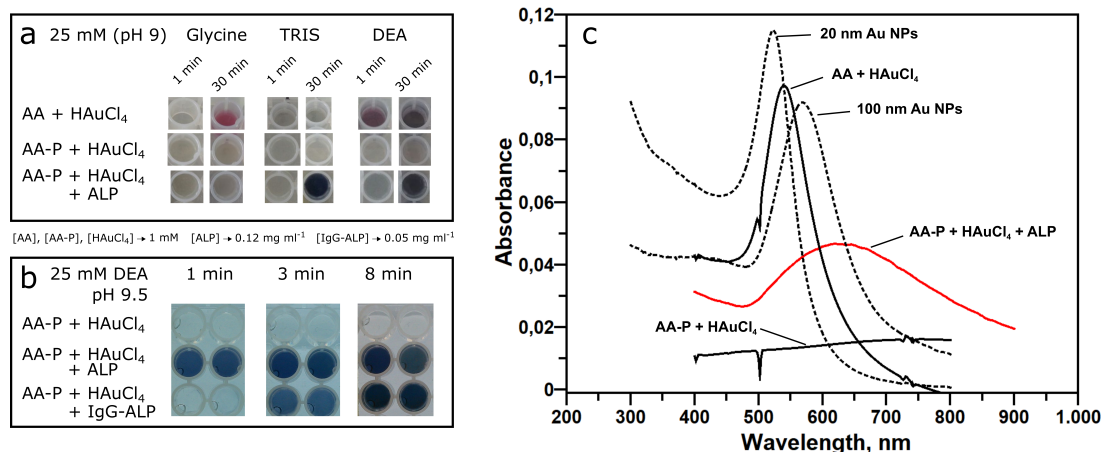 a
25 mM (pH 9) Glycine TRIS DEA
1 min 30 min 1 min 30 min 1 min 30 min
AA + HAuCl₄
AA-P + HAuCl₄
AA-P + HAuCl₄
+ ALP
[AA], [AA-P], [HAuCl₄]→1 mM [ALP]→0.12 mg ml⁻¹ [IgG-ALP]→0.05 mg ml⁻¹
b
25 mM DEA 1 min 3 min 8 min
pH 9.5
AA-P + HAuCl₄
AA-P + HAuCl₄
+ ALP
AA-P + HAuCl₄
+ IgG-ALP
c
Absorbance
0,12
0,1
0,08
0,06
0,04
0,02
0
20 nm Au NPs
AA + HAuCl₄
100 nm Au NPs
AA-P + HAuCl₄ + ALP
AA-P + HAuCl₄
200 300 400 500 600 700 800 900 1.000
Wavelength, nm